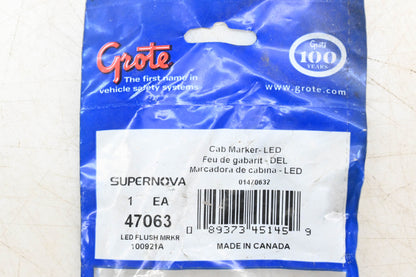 Grote
The first name in
vehicle safety systems
Grote
100
YEARS
www.grote.com
Cab Marker- LED
Feu de gabarit - DEL
Marcadora de cabina - LED
SUPERNOVA
01470632
1 EA
47063
0 89373 45145 9
LED FLUSH MRKR
100921A
MADE IN CANADA